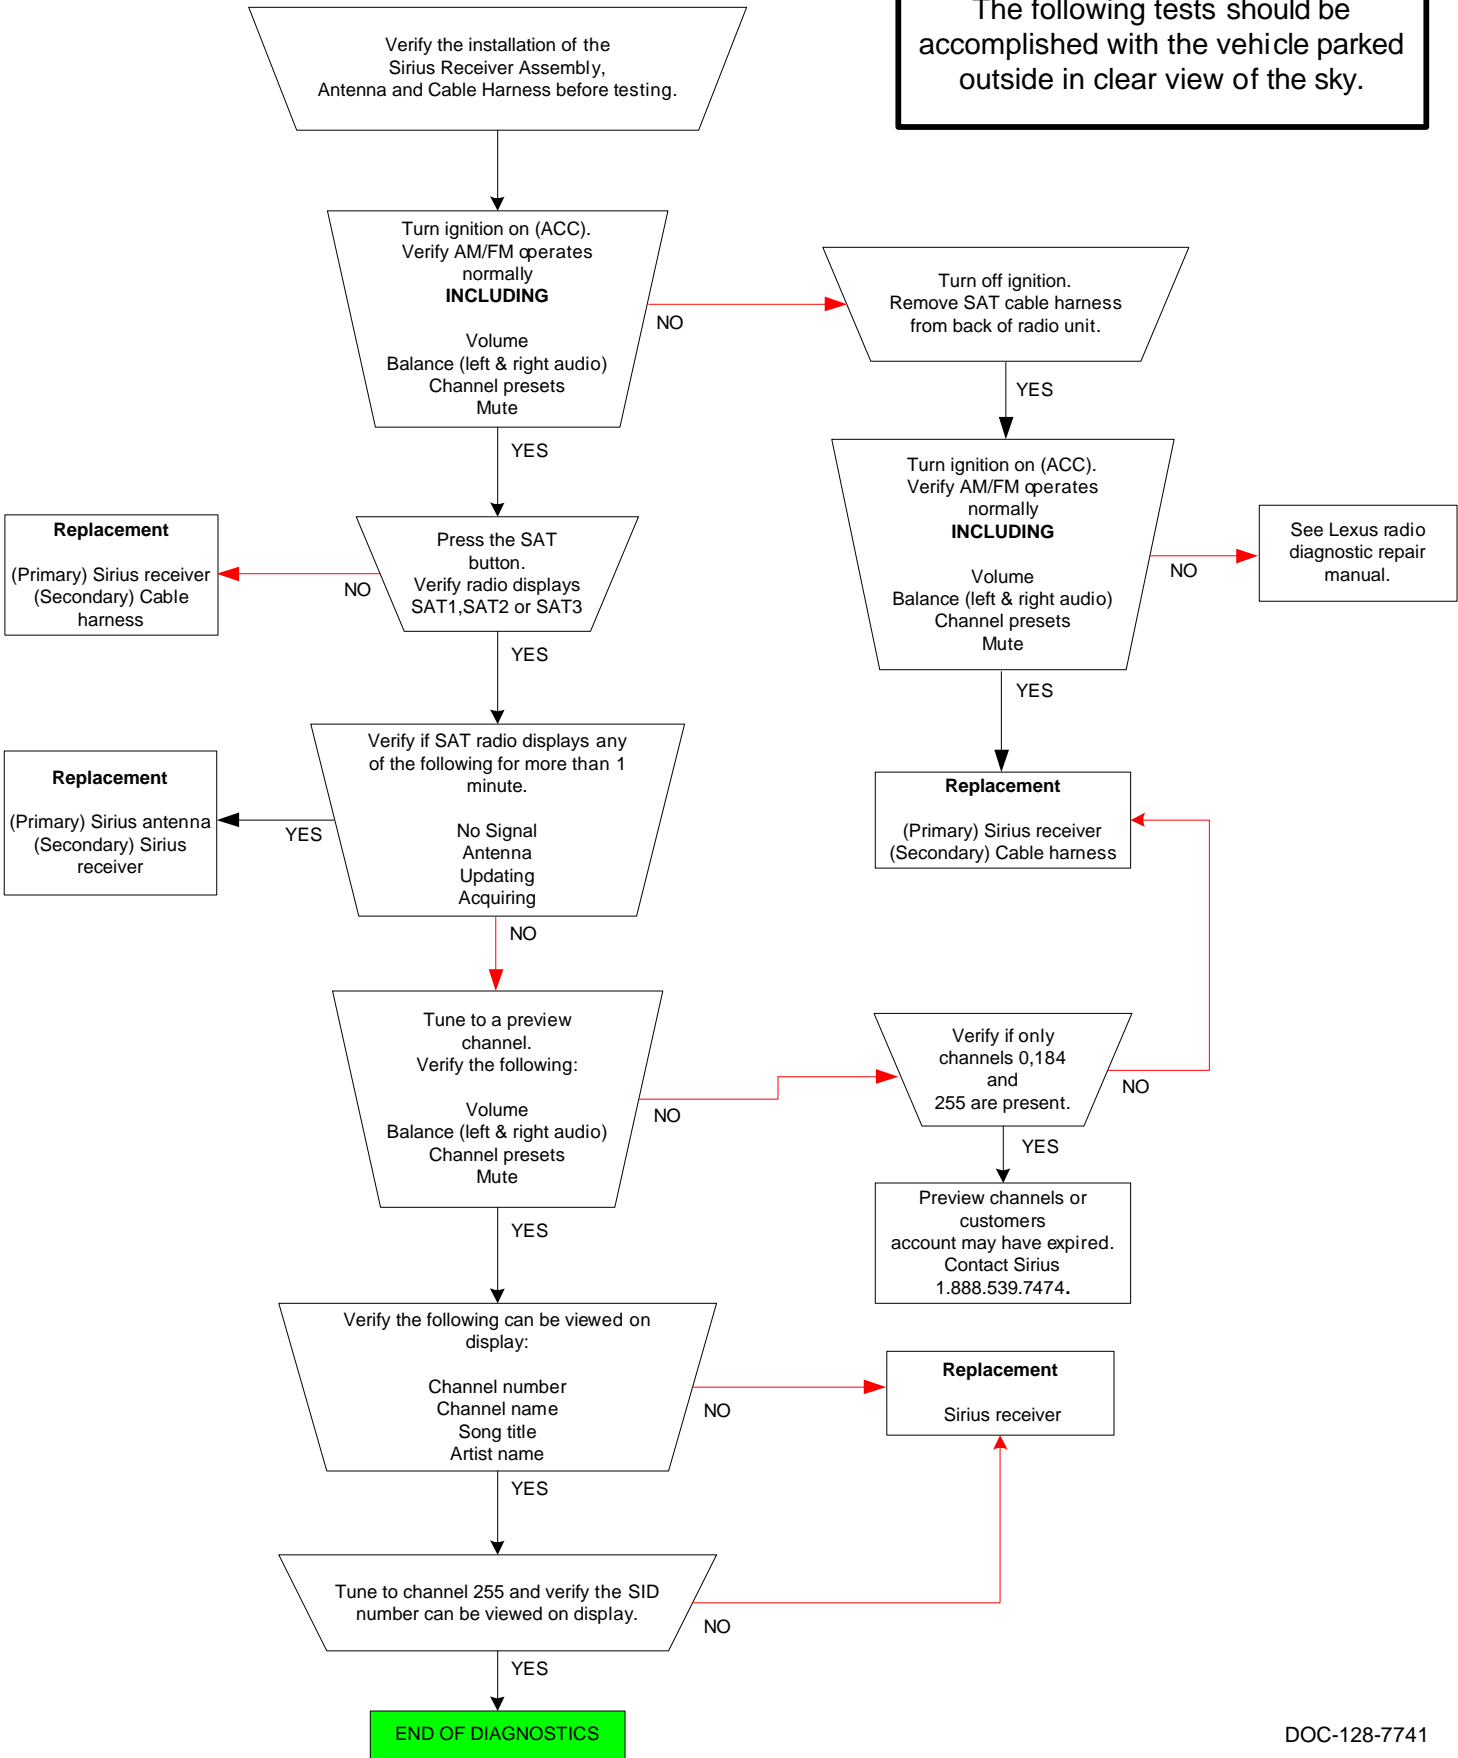 The following tests should be
accomplished with the vehicle parked
outside in clear view of the sky.
Verify the installation of the
Sirius Receiver Assembly,
Antenna and Cable Harness before testing.
Turn ignition on (ACC).
Verify AM/FM operates
normally
INCLUDING
Volume
Balance (left & right audio)
Channel presets
Mute
NO
YES
Turn off ignition.
Remove SAT cable harness
from back of radio unit.
YES
Turn ignition on (ACC).
Verify AM/FM operates
normally
INCLUDING
Volume
Balance (left & right audio)
Channel presets
Mute
NO
YES
See Lexus radio
diagnostic repair
manual.
Replacement
(Primary) Sirius receiver
(Secondary) Cable harness
Press the SAT
button.
Verify radio displays
SAT1,SAT2 or SAT3
NO
YES
Replacement
(Primary) Sirius receiver
(Secondary) Cable
harness
Verify if SAT radio displays any
of the following for more than 1
minute.
No Signal
Antenna
Updating
Acquiring
YES
NO
Replacement
(Primary) Sirius antenna
(Secondary) Sirius
receiver
Tune to a preview
channel.
Verify the following:
Volume
Balance (left & right audio)
Channel presets
Mute
NO
YES
Verify if only
channels 0,184
and
255 are present.
NO
YES
Preview channels or
customers
account may have expired.
Contact Sirius
1.888.539.7474.
Verify the following can be viewed on
display:
Channel number
Channel name
Song title
Artist name
NO
YES
Replacement
Sirius receiver
Tune to channel 255 and verify the SID
number can be viewed on display.
NO
YES
END OF DIAGNOSTICS
DOC-128-7741